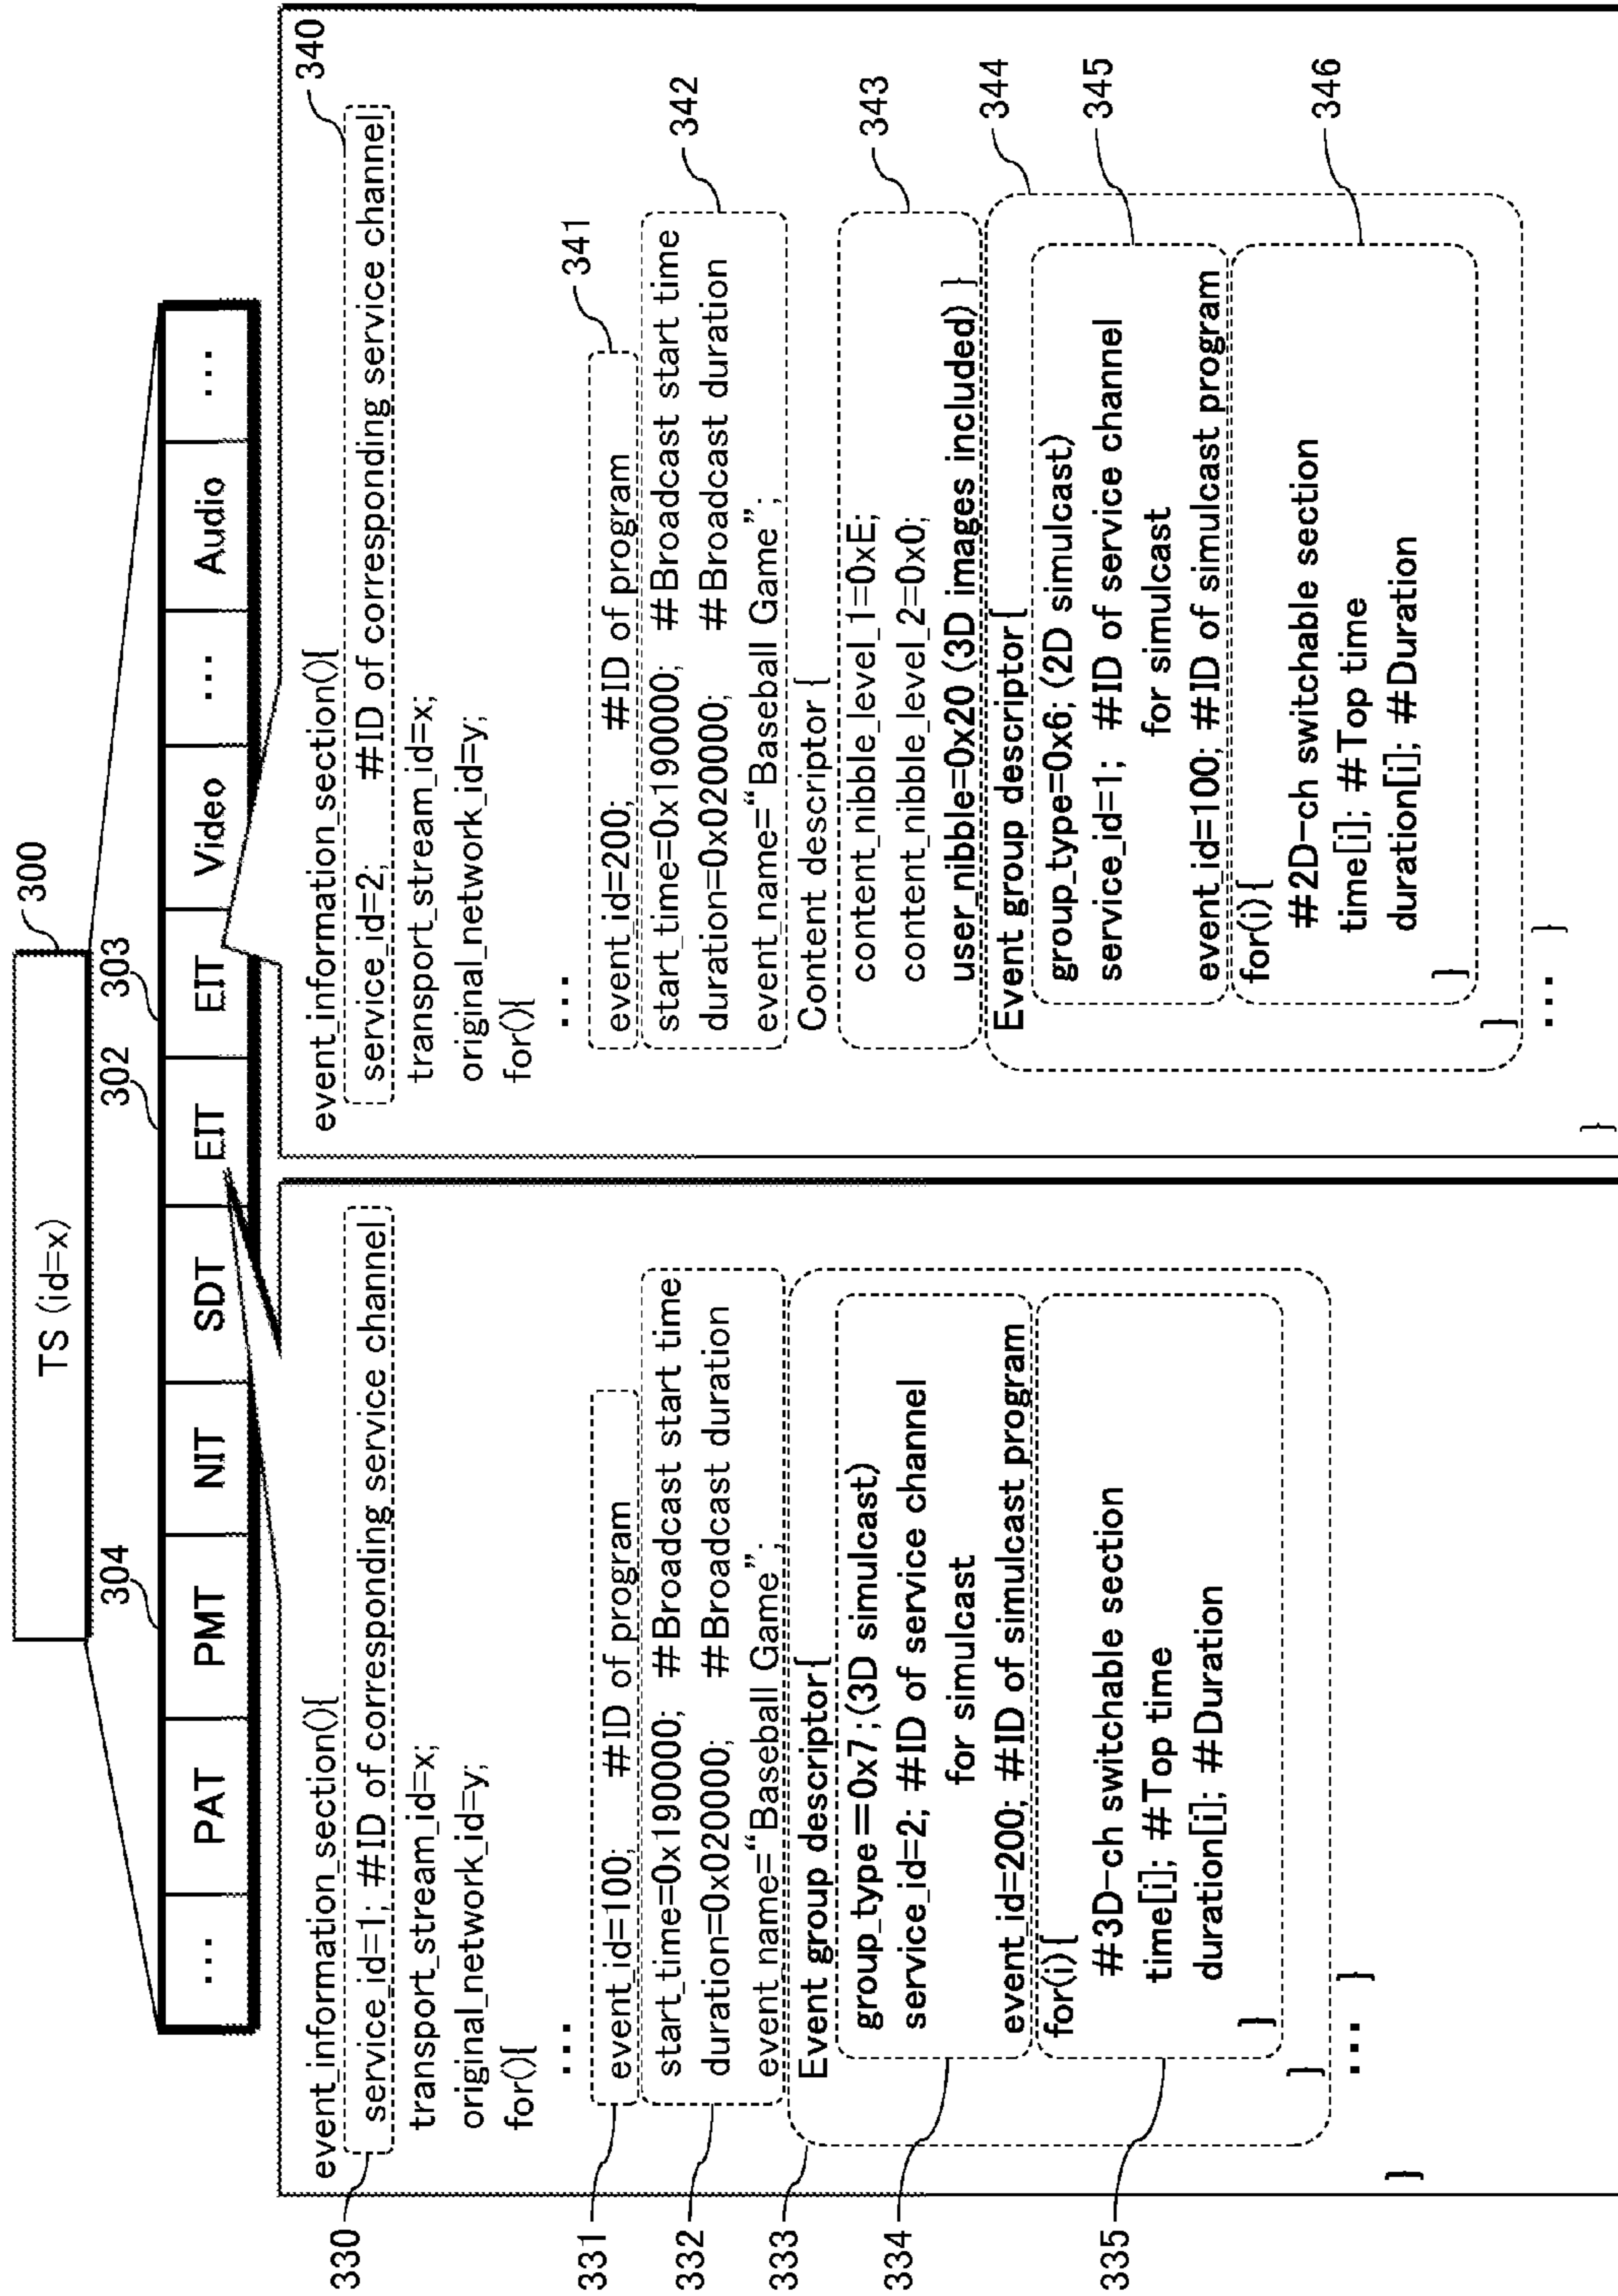 TS (id=x)
300
304
302
303
...
PAT
PMT
NIT
SDT
EIT
EIT
Video
...
Audio
...
330
event_information_section(){
service_id=1; #ID of corresponding service channel
transport_stream_id=x;
original_network_id=y;
for(){
...
331
event_id=100; #ID of program
332
start_time=0x190000; #Broadcast start time
duration=0x020000; #Broadcast duration
event_name="Baseball Game";
333
Event group descriptor{
334
group_type=0x7;(3D simulcast)
service_id=2; #ID of service channel
for simulcast
event_id=200; #ID of simulcast program
335
for(i){
#3D-ch switchable section
time[i]; #Top time
duration[i]; #Duration
}
}
... }
}
340
event_information_section(){
service_id=2; #ID of corresponding service channel
transport_stream_id=x;
original_network_id=y;
for(){
...
341
event_id=200; #ID of program
342
start_time=0x190000; #Broadcast start time
duration=0x020000; #Broadcast duration
event_name="Baseball Game";
Content descriptor {
343
content_nibble_level_1=0xE;
content_nibble_level_2=0x0;
user_nibble=0x20 (3D images included) }
344
Event group descriptor{
345
group_type=0x6; (2D simulcast)
service_id=1; #ID of service channel
for simulcast
event_id=100; #ID of simulcast program
346
for(i){
#2D-ch switchable section
time[i]; #Top time
duration[i]; #Duration
}
}
... }
}